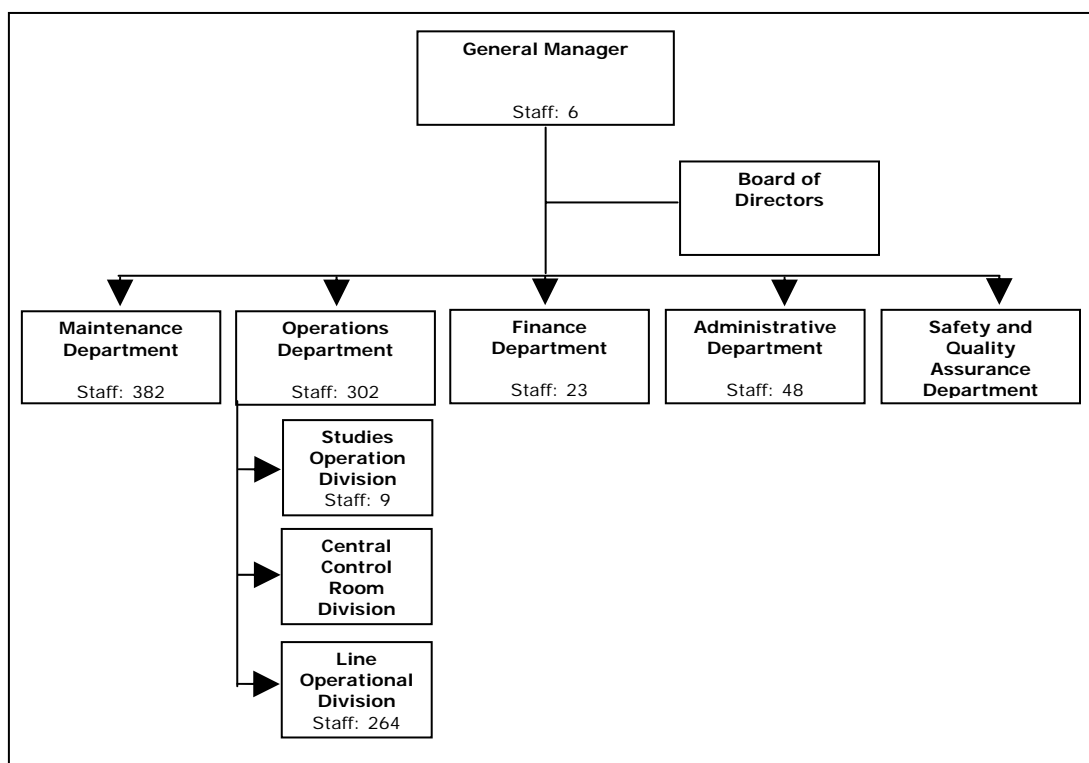 General Manager
Staff: 6
Board of
Directors
Maintenance
Department
Staff: 382
Operations
Department
Staff: 302
Finance
Department
Staff: 23
Administrative
Department
Staff: 48
Safety and
Quality
Assurance
Department
Studies
Operation
Division
Staff: 9
Central
Control
Room
Division
Line
Operational
Division
Staff: 264